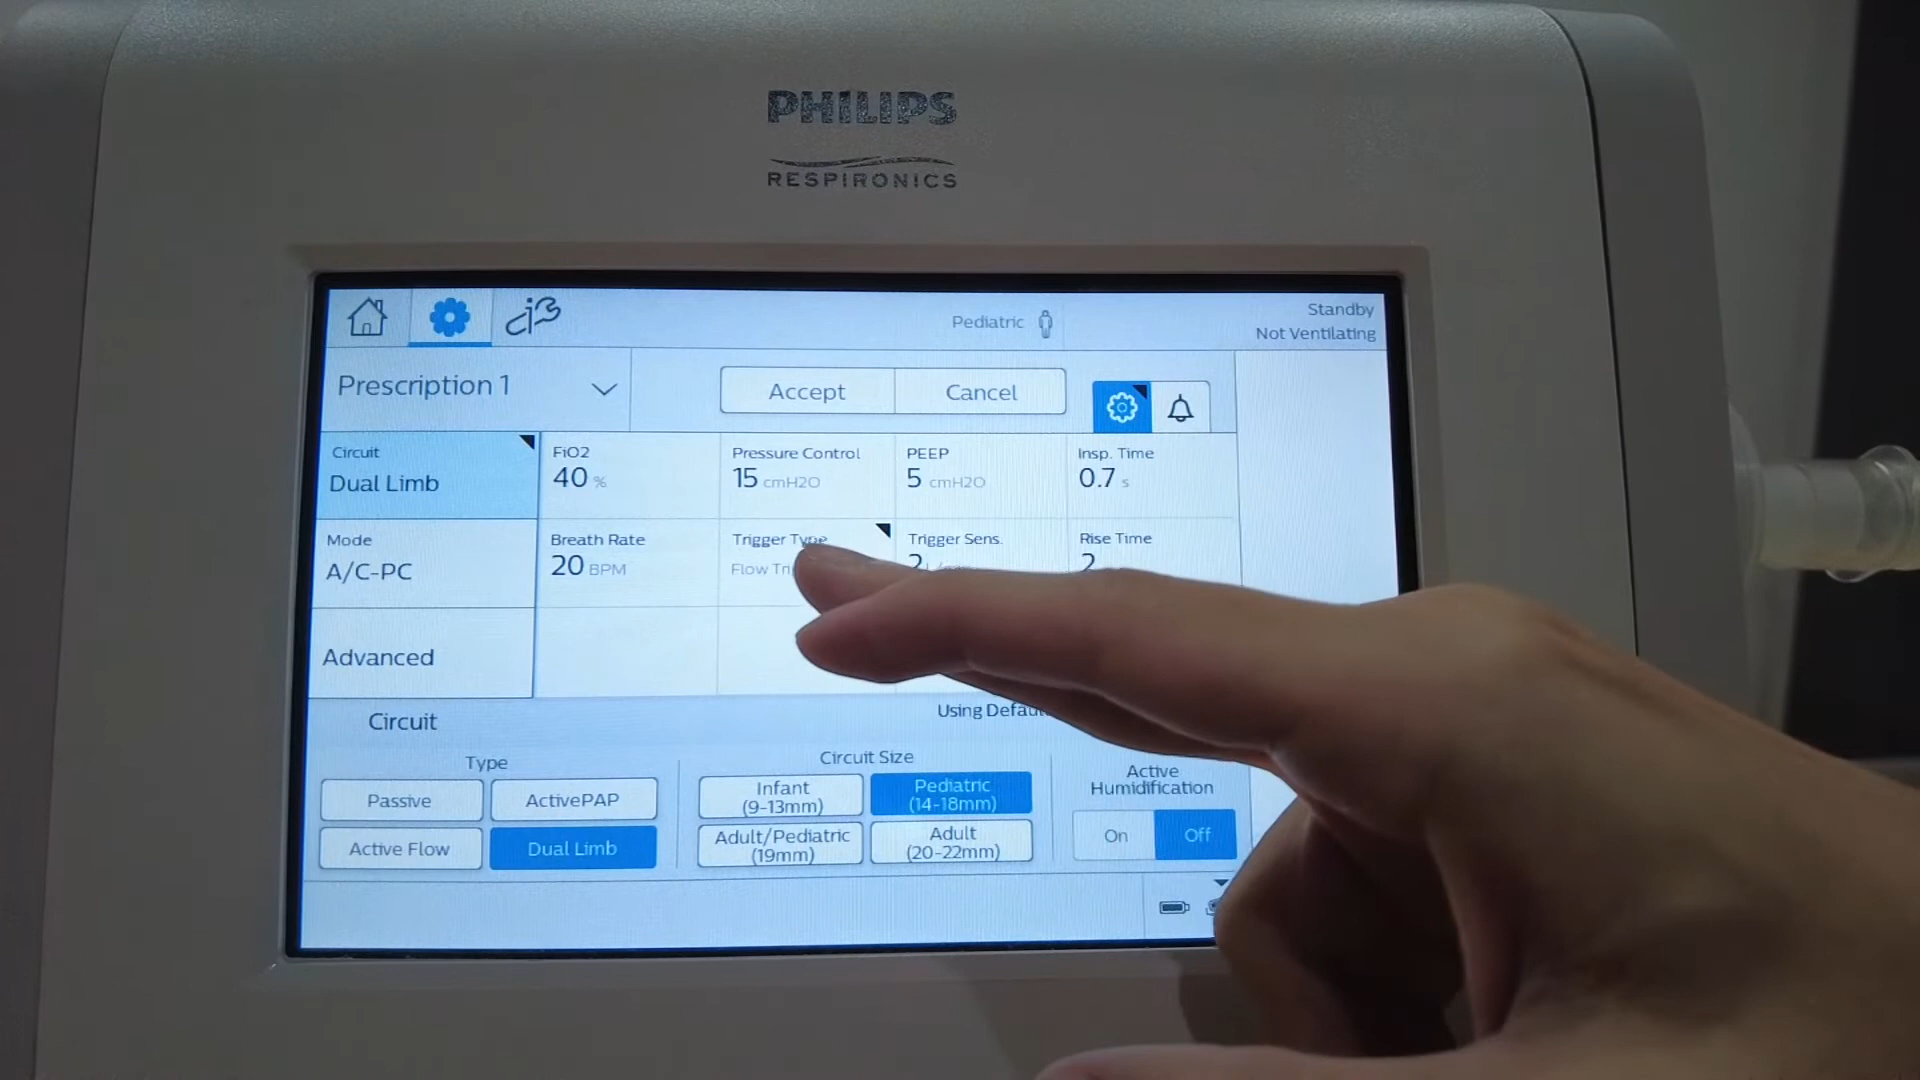 PHILIPS
RESPIRONICS
Pediatric
Standby
Not Ventilating
Prescription 1
Accept
Cancel
Circuit
Dual Limb
FiO2
40 %
Pressure Control
15 cmH2O
PEEP
5 cmH2O
Insp. Time
0.7 s
Mode
A/C-PC
Breath Rate
20 BPM
Trigger Type
Flow
Trigger Sens.
2
Rise Time
2
Advanced
Circuit
Using
Type
Circuit Size
Active
Humidification
Passive
ActivePAP
Infant
(9-13mm)
Pediatric
(14-18mm)
On
Off
Active Flow
Dual Limb
Adult/Pediatric
(19mm)
Adult
(20-22mm)